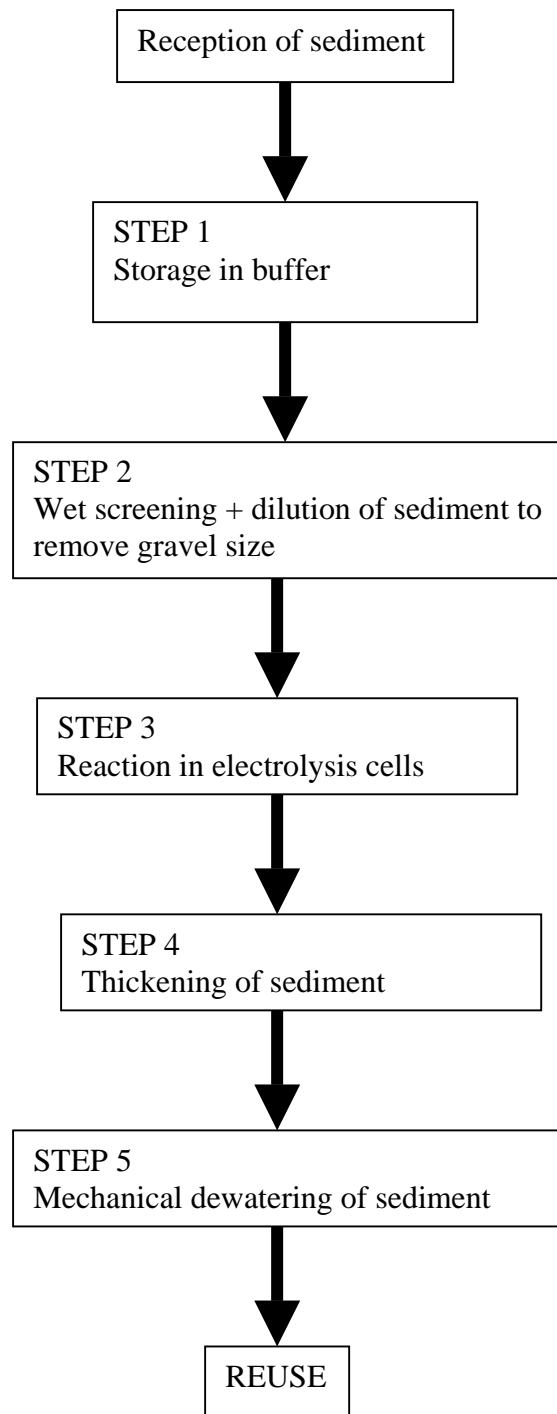 Reception of sediment
STEP 1
Storage in buffer
STEP 2
Wet screening + dilution of sediment to
remove gravel size
STEP 3
Reaction in electrolysis cells
STEP 4
Thickening of sediment
STEP 5
Mechanical dewatering of sediment
REUSE